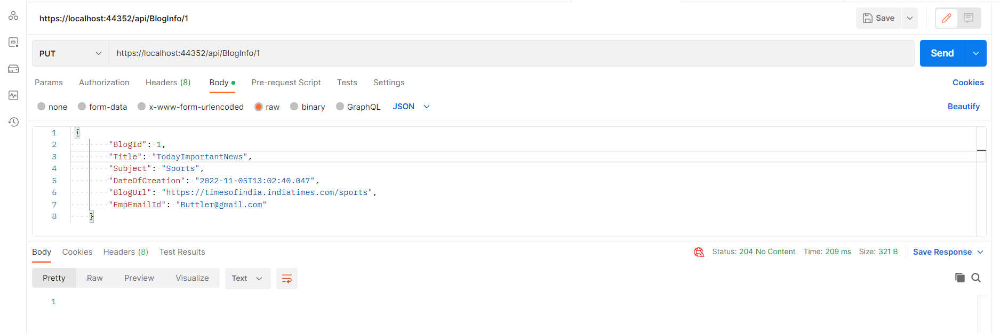 https://localhost:44352/api/BlogInfo/1
Save
PUT
https://localhost:44352/api/BlogInfo/1
Send
Params Authorization Headers (8) Body Pre-request Script Tests Settings Cookies
none form-data x-www-form-urlencoded raw binary GraphQL JSON Beautify
1 {
2 "BlogId": 1,
3 "Title": "TodayImportantNews",
4 "Subject": "Sports",
5 "DateOfCreation": "2022-11-05T13:02:40.047",
6 "BlogUrl": "https://timesofindia.indiatimes.com/sports",
7 "EmpEmailId": "Buttler@gmail.com"
8 }
Body Cookies Headers (8) Test Results Status: 204 No Content Time: 209 ms Size: 321 B Save Response
Pretty Raw Preview Visualize Text
1